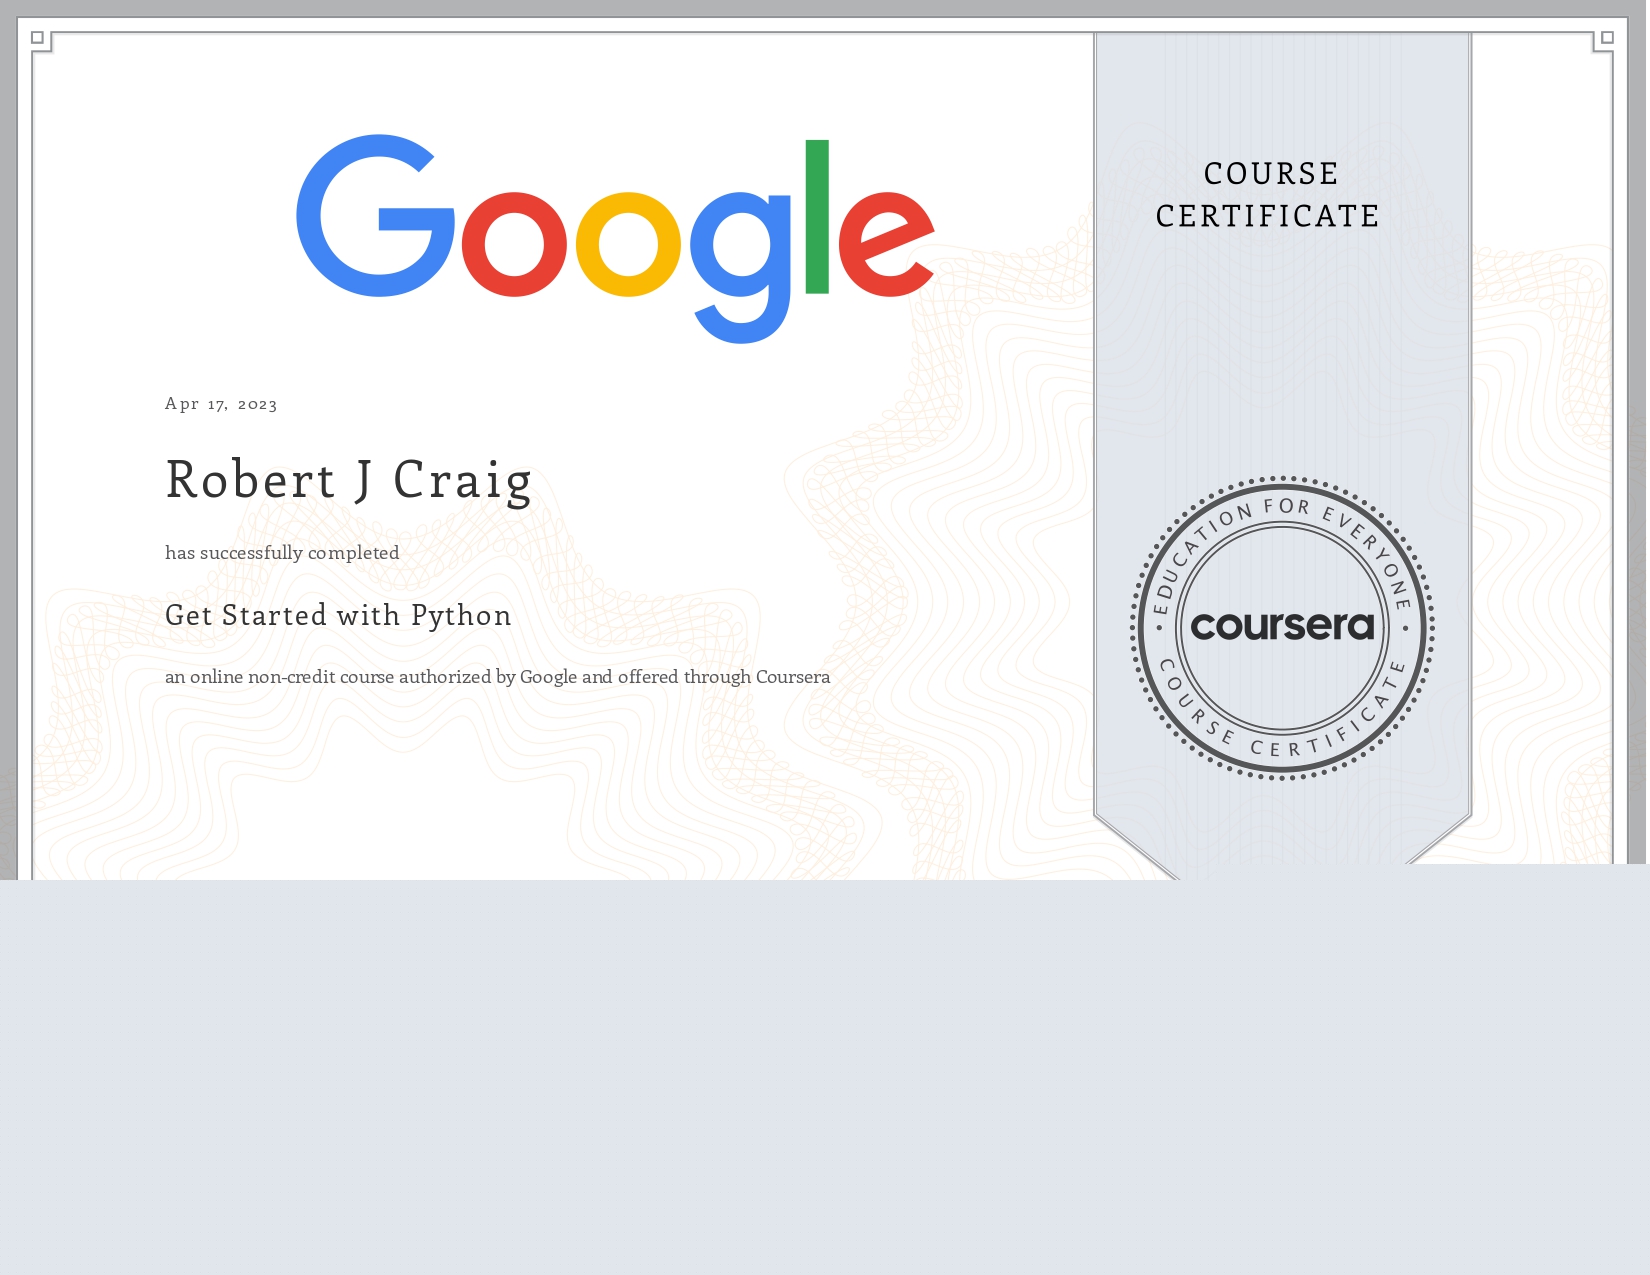 Google
COURSE
CERTIFICATE
Apr 17, 2023
Robert J Craig
has successfully completed
Get Started with Python
an online non-credit course authorized by Google and offered through Coursera
EDUCATION FOR EVERYONE
coursera
COURSE CERTIFICATE